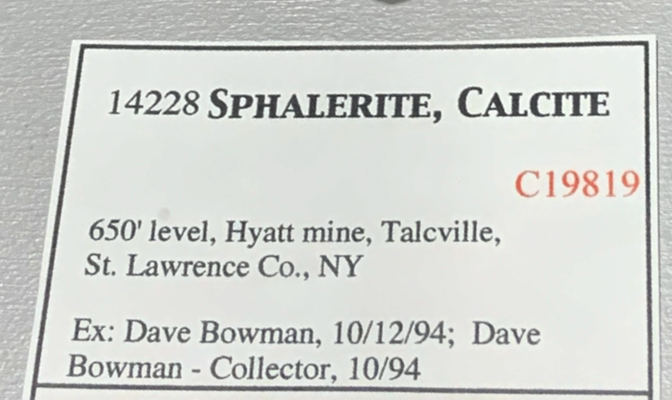 14228 SPHALERITE, CALCITE
C19819
650' level, Hyatt mine, Talcville,
St. Lawrence Co., NY
Ex: Dave Bowman, 10/12/94; Dave
Bowman - Collector, 10/94